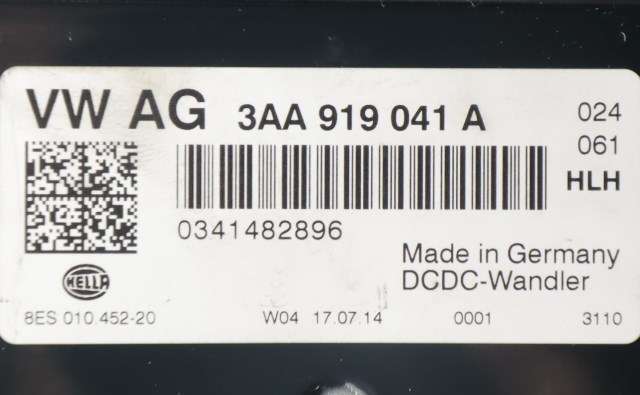 VW AG 3AA 919 041 A 024
061
HLH
0341482896
Made in Germany
DCDC-Wandler
HELLA
8ES 010.452-20 W04 17.07.14 0001 3110